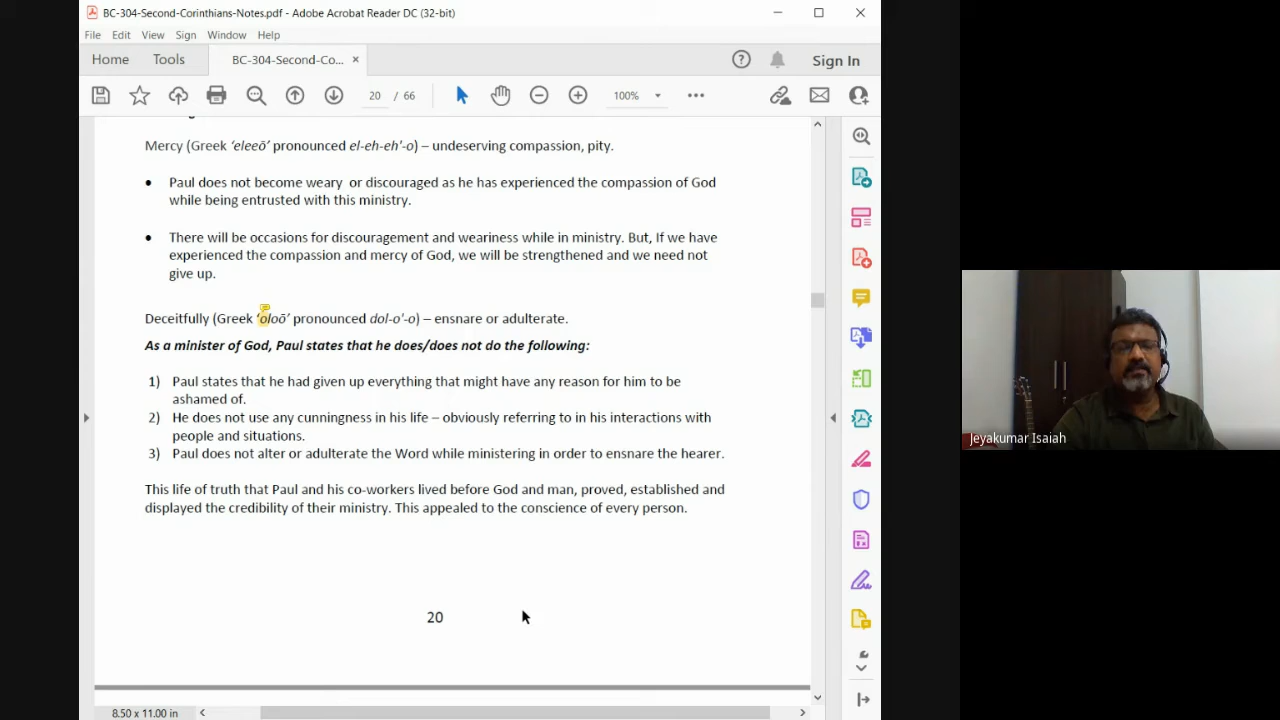 BC-304-Second-Corinthians-Notes.pdf - Adobe Acrobat Reader DC (32-bit)
File Edit View Sign Window Help
Home Tools BC-304-Second-Co... ×
Sign In
20 / 66
100%
Mercy (Greek ‘eleeō’ pronounced el-eh-eh'-o) – undeserving compassion, pity.
• Paul does not become weary or discouraged as he has experienced the compassion of God
while being entrusted with this ministry.
• There will be occasions for discouragement and weariness while in ministry. But, If we have
experienced the compassion and mercy of God, we will be strengthened and we need not
give up.
Deceitfully (Greek ‘oloō’ pronounced dol-o'-o) – ensnare or adulterate.
As a minister of God, Paul states that he does/does not do the following:
1) Paul states that he had given up everything that might have any reason for him to be
ashamed of.
2) He does not use any cunningness in his life – obviously referring to in his interactions with
people and situations.
3) Paul does not alter or adulterate the Word while ministering in order to ensnare the hearer.
This life of truth that Paul and his co-workers lived before God and man, proved, established and
displayed the credibility of their ministry. This appealed to the conscience of every person.
20
8.50 x 11.00 in
Jeyakumar Isaiah